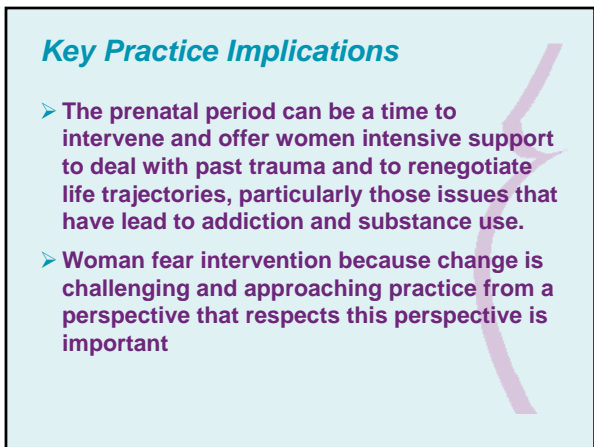 Key Practice Implications
➢ The prenatal period can be a time to
intervene and offer women intensive support
to deal with past trauma and to renegotiate
life trajectories, particularly those issues that
have lead to addiction and substance use.
➢ Woman fear intervention because change is
challenging and approaching practice from a
perspective that respects this perspective is
important